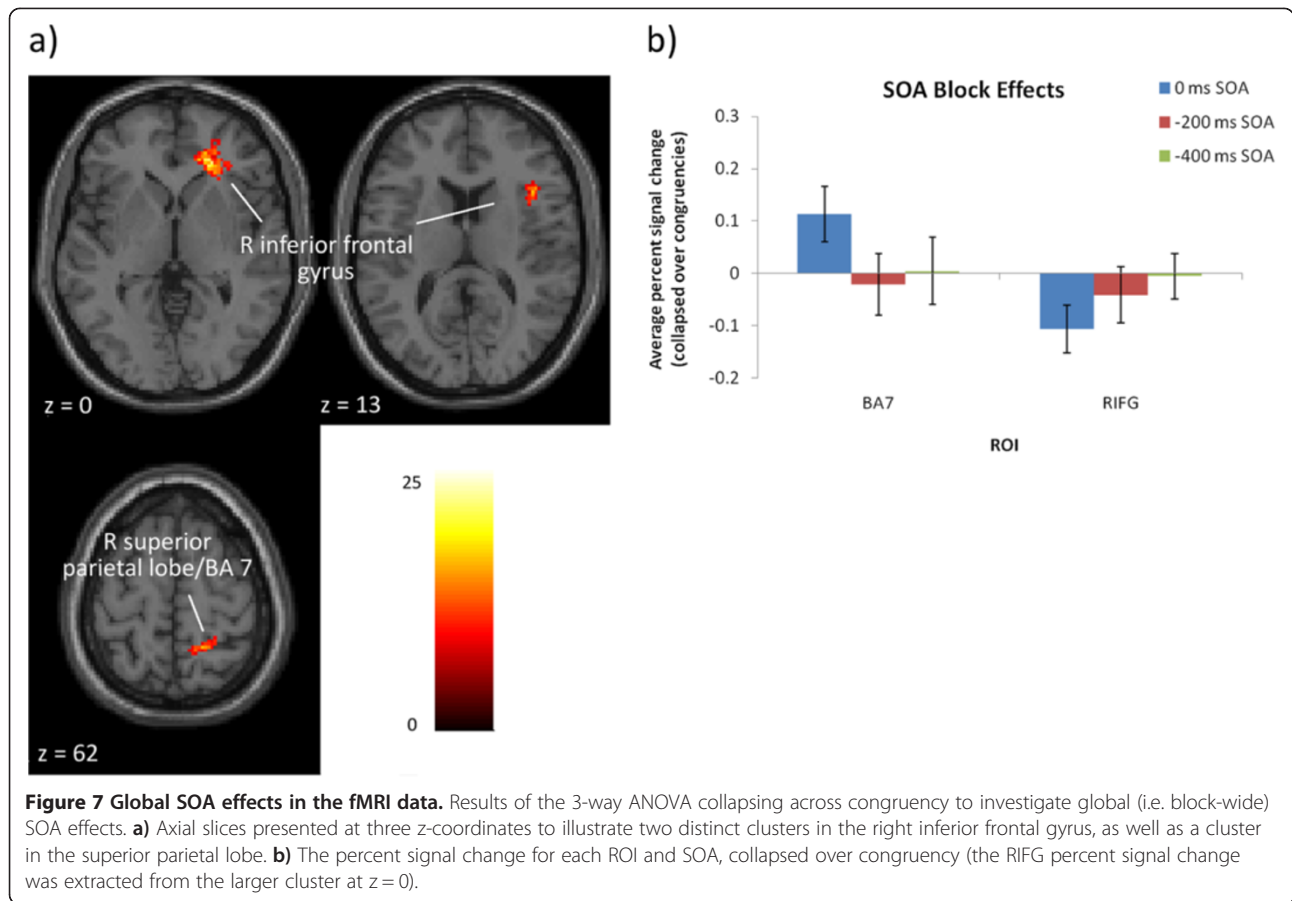 a)
R inferior frontal
gyrus
z = 0
z = 13
R superior
parietal lobe/BA 7
z = 62
25
0
b)
SOA Block Effects
0 ms SOA
-200 ms SOA
-400 ms SOA
Average percent signal change
(collapsed over congruencies)
0.3
0.2
0.1
0
-0.1
-0.2
BA7
RIFG
ROI
Figure 7 Global SOA effects in the fMRI data. Results of the 3-way ANOVA collapsing across congruency to investigate global (i.e. block-wide)
SOA effects. a) Axial slices presented at three z-coordinates to illustrate two distinct clusters in the right inferior frontal gyrus, as well as a cluster
in the superior parietal lobe. b) The percent signal change for each ROI and SOA, collapsed over congruency (the RIFG percent signal change
was extracted from the larger cluster at z = 0).